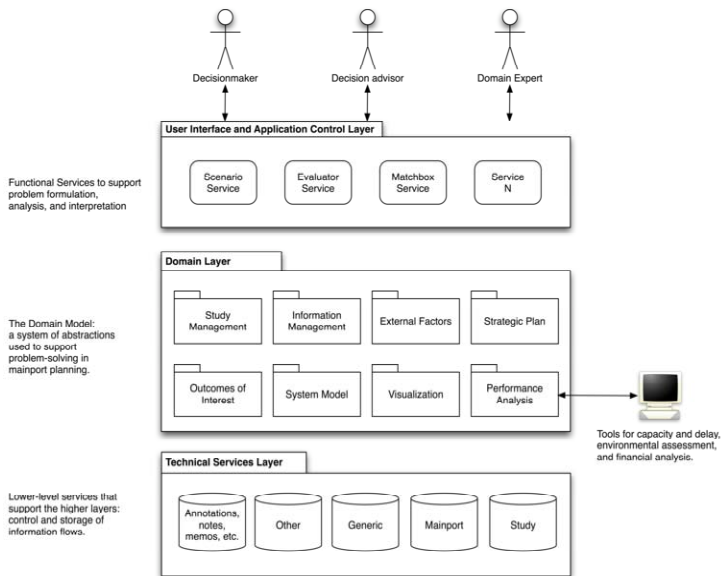 Decisionmaker
Decision advisor
Domain Expert
User Interface and Application Control Layer
Functional Services to support
problem formulation,
analysis, and interpretation
Scenario
Service
Evaluator
Service
Matchbox
Service
Service
N
Domain Layer
The Domain Model:
a system of abstractions
used to support
problem-solving in
mainport planning.
Study
Management
Information
Management
External Factors
Strategic Plan
Outcomes of
Interest
System Model
Visualization
Performance
Analysis
Tools for capacity and delay,
environmental assessment,
and financial analysis.
Technical Services Layer
Lower-level services that
support the higher layers:
control and storage of
information flows.
Annotations,
notes,
memos, etc.
Other
Generic
Mainport
Study